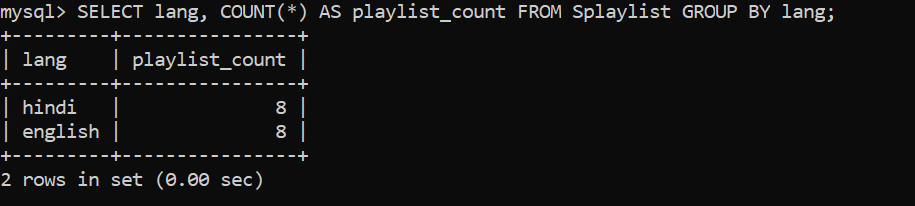 mysql> SELECT lang, COUNT(*) AS playlist_count FROM Splaylist GROUP BY lang;
+---------+----------------+
| lang    | playlist_count |
+---------+----------------+
| hindi   |              8 |
| english |              8 |
+---------+----------------+
2 rows in set (0.00 sec)